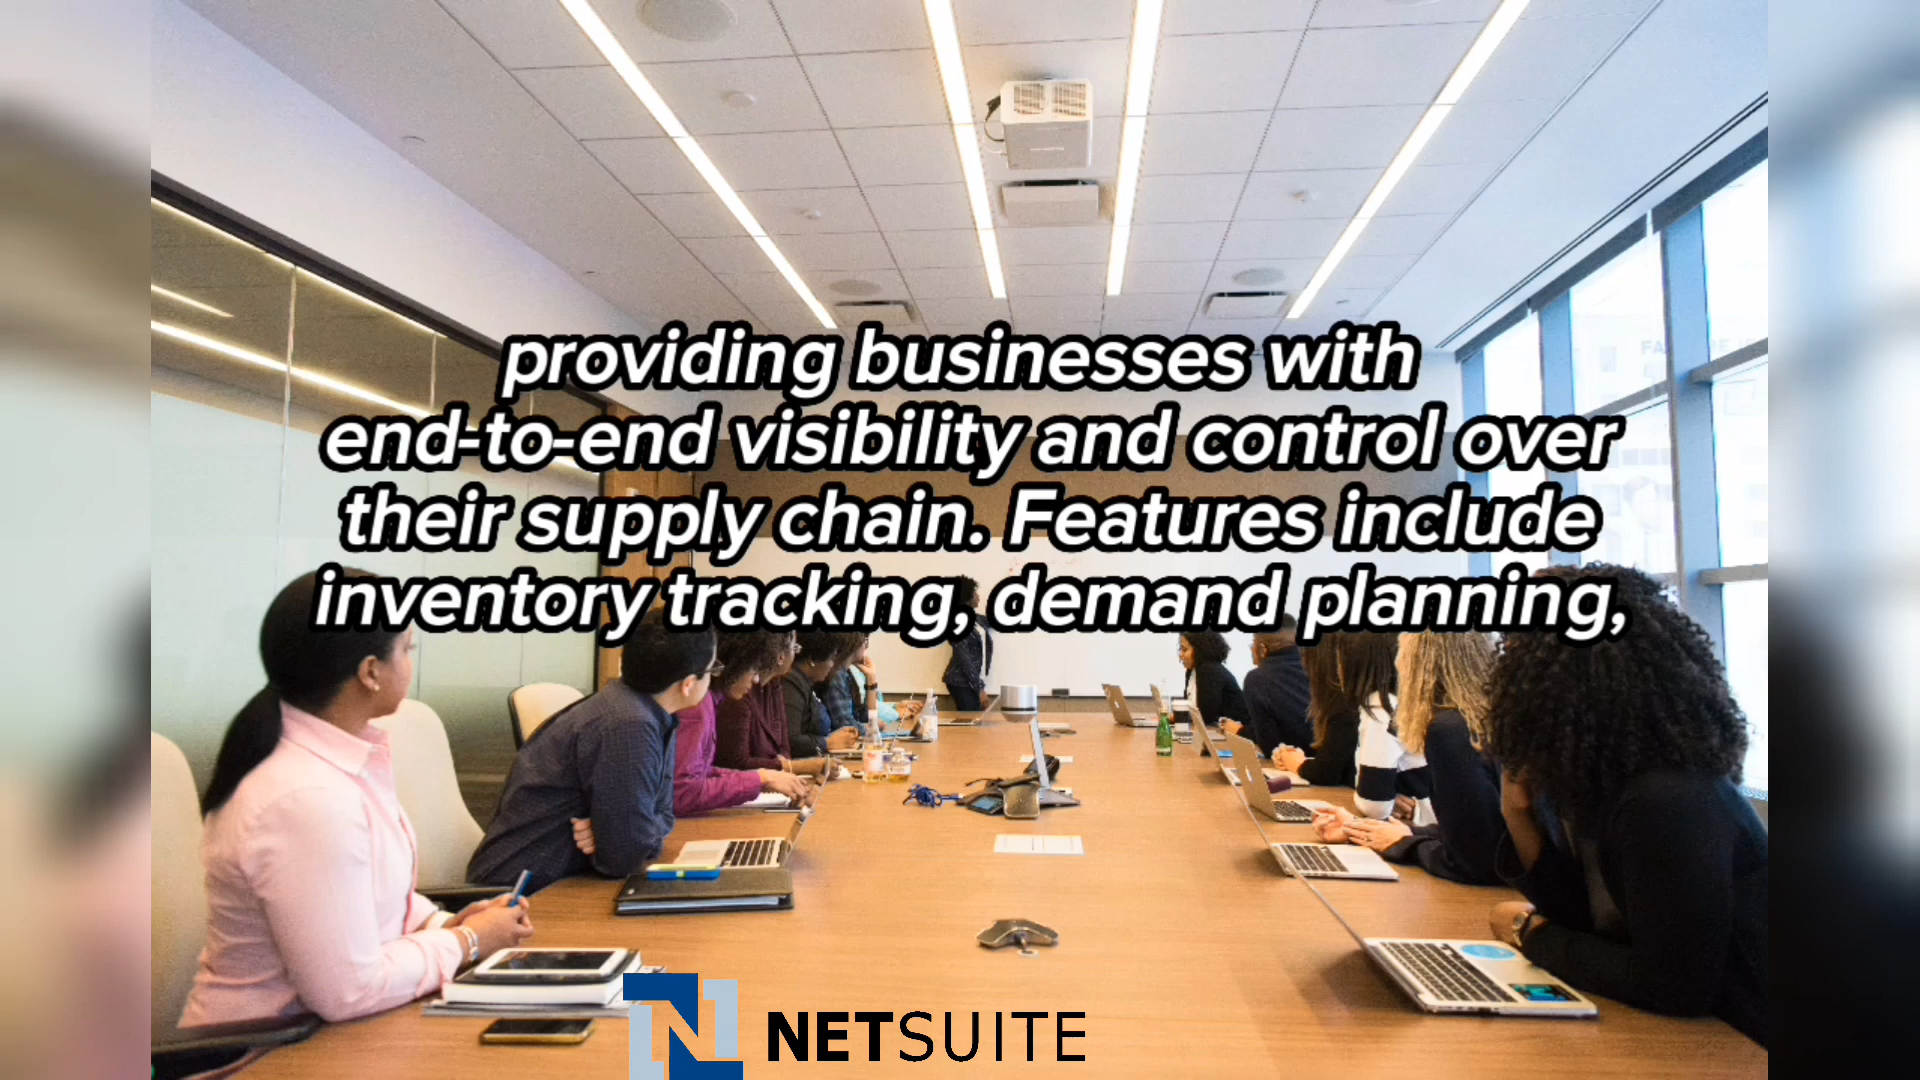 providing businesses with
end-to-end visibility and control over
their supply chain. Features include
inventory tracking, demand planning,
NETSUITE